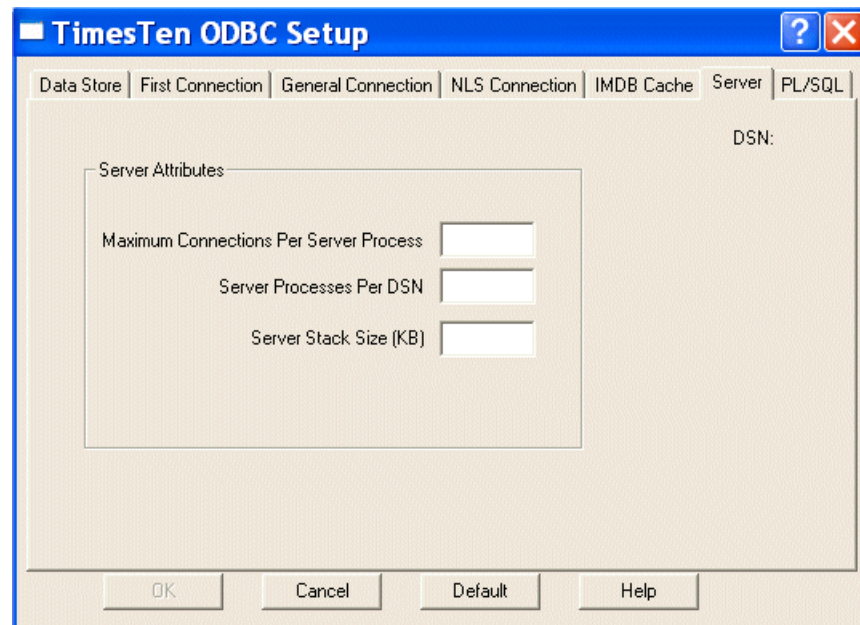 TimesTen ODBC Setup
Data Store First Connection General Connection NLS Connection IMDB Cache Server PL/SQL
DSN:
Server Attributes
Maximum Connections Per Server Process
Server Processes Per DSN
Server Stack Size (KB)
OK Cancel Default Help